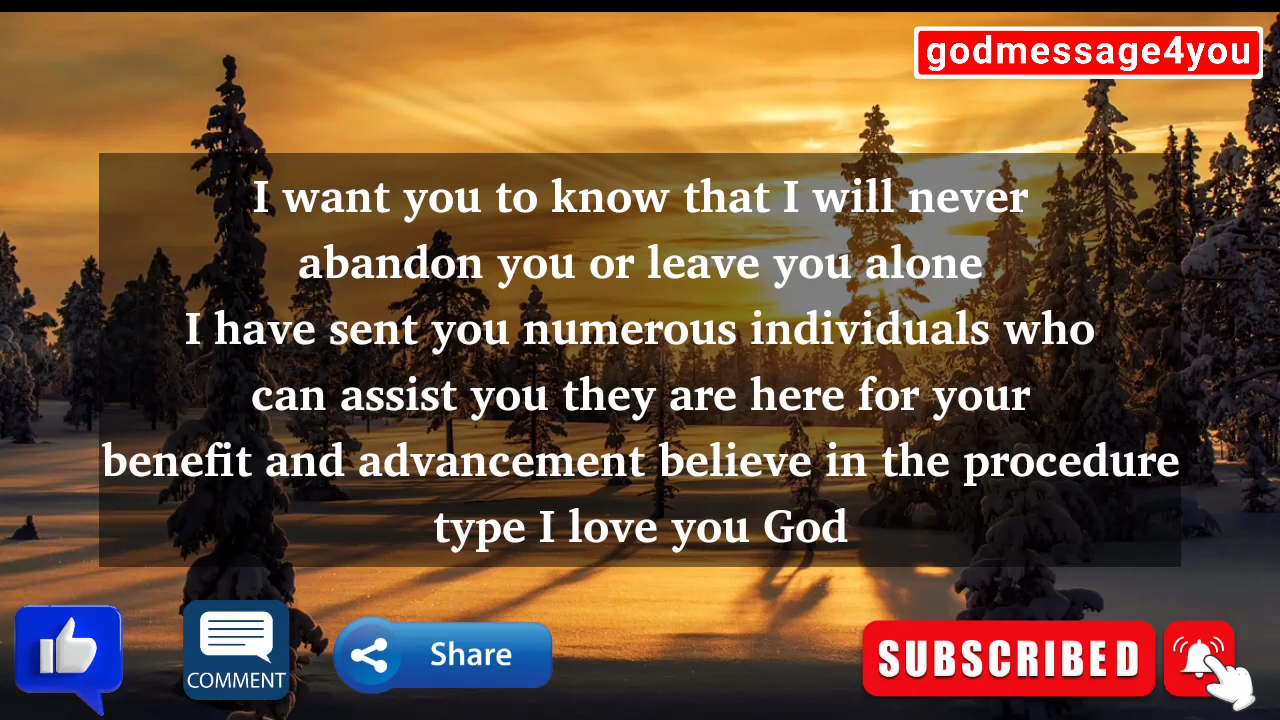 godmessage4you
I want you to know that I will never
abandon you or leave you alone
I have sent you numerous individuals who
can assist you they are here for your
benefit and advancement believe in the procedure
type I love you God
COMMENT
Share
SUBSCRIBED